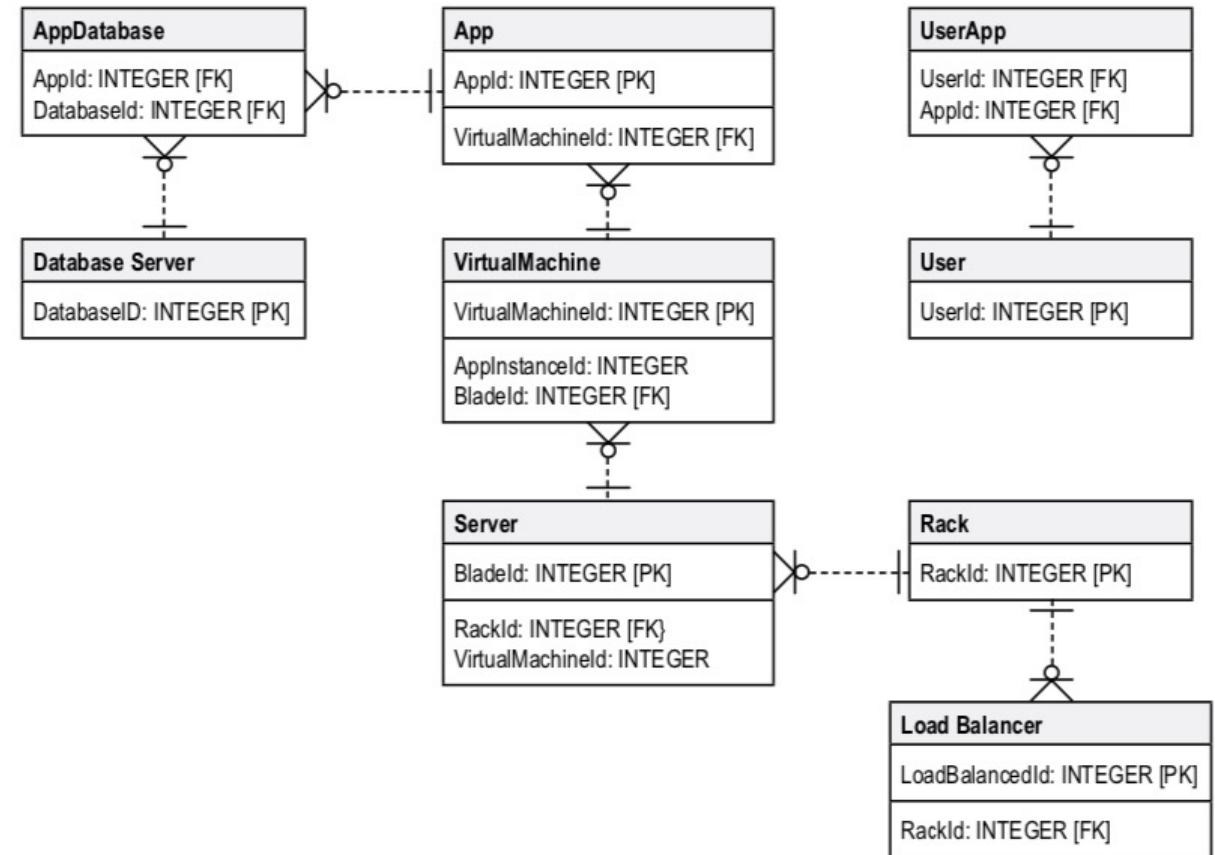 AppDatabase
AppId: INTEGER [FK]
DatabaseId: INTEGER [FK]
App
AppId: INTEGER [PK]
VirtualMachineId: INTEGER [FK]
UserApp
UserId: INTEGER [FK]
AppId: INTEGER [FK]
Database Server
DatabaseID: INTEGER [PK]
VirtualMachine
VirtualMachineId: INTEGER [PK]
AppInstanceId: INTEGER
BladeId: INTEGER [FK]
User
UserId: INTEGER [PK]
Server
BladeId: INTEGER [PK]
RackId: INTEGER [FK}
VirtualMachineId: INTEGER
Rack
RackId: INTEGER [PK]
Load Balancer
LoadBalancedId: INTEGER [PK]
RackId: INTEGER [FK]